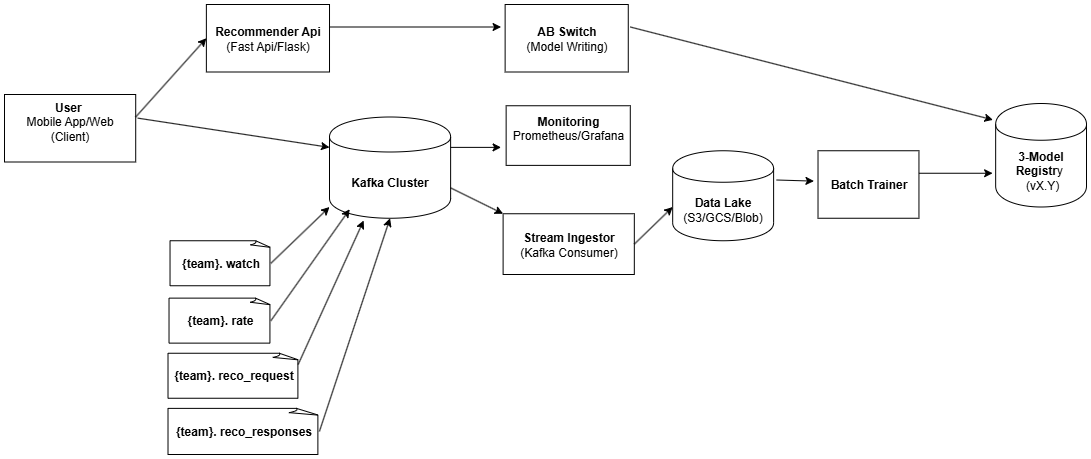 Recommender Api
(Fast Api/Flask)
AB Switch
(Model Writing)
User
Mobile App/Web
(Client)
Monitoring
Prometheus/Grafana
Kafka Cluster
3-Model
Registry
(vX.Y)
Batch Trainer
Data Lake
(S3/GCS/Blob)
Stream Ingestor
(Kafka Consumer)
{team}. watch
{team}. rate
{team}. reco_request
{team}. reco_responses